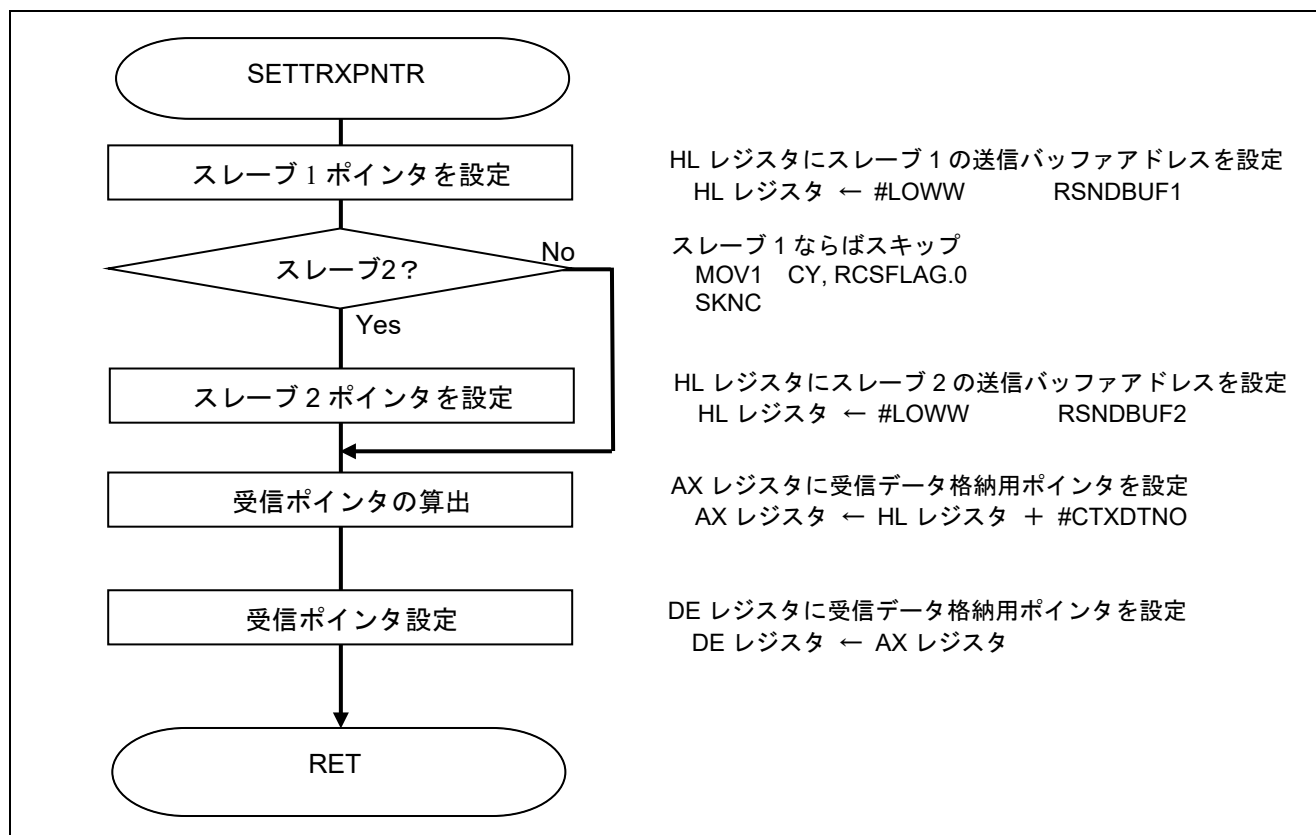 SETTRXPNTR
スレーブ 1 ポインタを設定
HL レジスタにスレーブ 1 の送信バッファアドレスを設定
HL レジスタ ← #LOWW RSNDBUF1
スレーブ2？
No
Yes
スレーブ 1 ならばスキップ
MOV1 CY, RCSFLAG.0
SKNC
スレーブ 2 ポインタを設定
HL レジスタにスレーブ 2 の送信バッファアドレスを設定
HL レジスタ ← #LOWW RSNDBUF2
受信ポインタの算出
AX レジスタに受信データ格納用ポインタを設定
AX レジスタ ← HL レジスタ ＋ #CTXDTNO
受信ポインタ設定
DE レジスタに受信データ格納用ポインタを設定
DE レジスタ ← AX レジスタ
RET